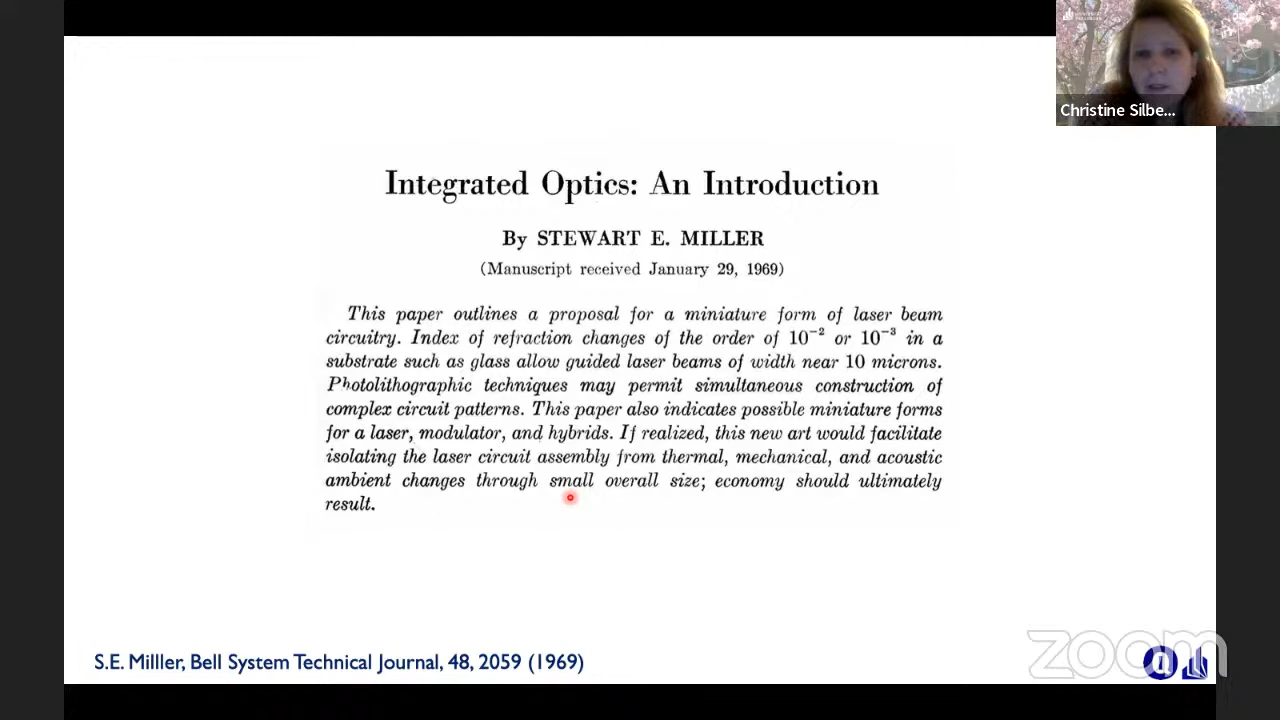 Christine Silbe...
Integrated Optics: An Introduction
By STEWART E. MILLER
(Manuscript received January 29, 1969)
This paper outlines a proposal for a miniature form of laser beam
circuitry. Index of refraction changes of the order of 10⁻² or 10⁻³ in a
substrate such as glass allow guided laser beams of width near 10 microns.
Photolithographic techniques may permit simultaneous construction of
complex circuit patterns. This paper also indicates possible miniature forms
for a laser, modulator, and hybrids. If realized, this new art would facilitate
isolating the laser circuit assembly from thermal, mechanical, and acoustic
ambient changes through small overall size; economy should ultimately
result.
S.E. Milller, Bell System Technical Journal, 48, 2059 (1969)
zoom